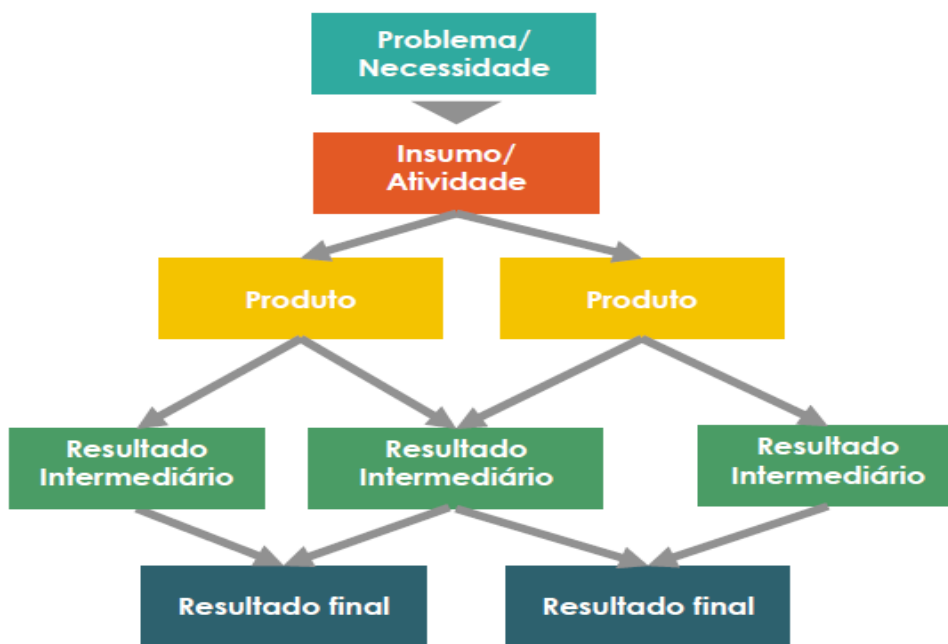 Problema/
Necessidade
Insumo/
Atividade
Produto
Produto
Resultado
Intermediário
Resultado
Intermediário
Resultado
Intermediário
Resultado final
Resultado final